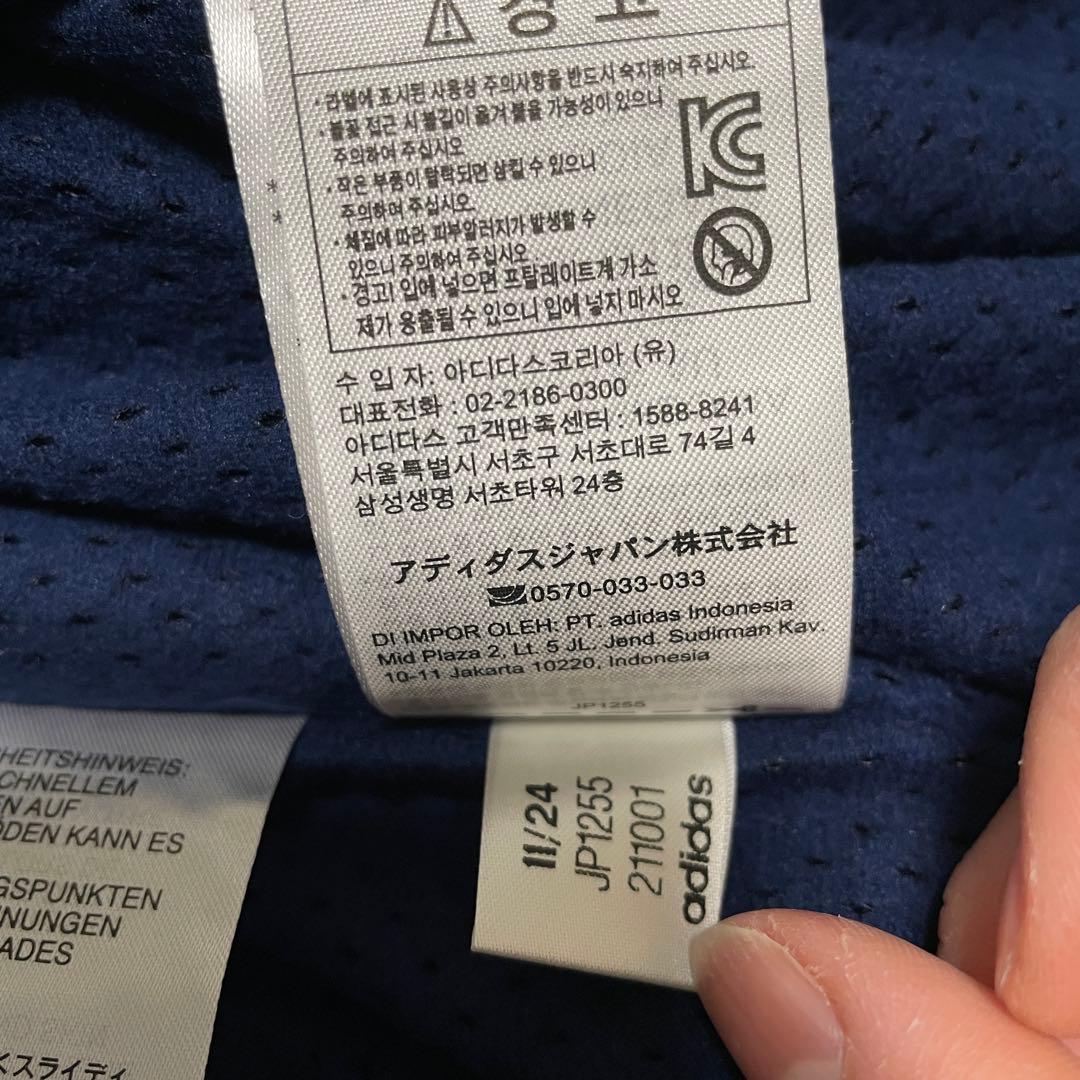 경고
· 라벨에 표시된 사용상 주의사항을 반드시 숙지하여 주십시오.
· 불꽃 접근 시 불길이 옮겨 붙을 가능성이 있으니
주의하여 주십시오
· 작은 부품이 탈락되면 삼킬 수 있으니
주의하여 주십시오.
· 체질에 따라 피부알러지가 발생할 수
있으니 주의하여 주십시오.
· 경고! 입에 넣으면 프탈레이트계 가소
제가 용출될 수 있으니 입에 넣지 마시오
수 입 자: 아디다스코리아 (유)
대표전화 : 02-2186-0300
아디다스 고객만족센터 : 1588-8241
서울특별시 서초구 서초대로 74길 4
삼성생명 서초타워 24층
アディダスジャパン株式会社
0570-033-033
DI IMPOR OLEH: PT. adidas Indonesia
Mid Plaza 2, Lt. 5 JL. Jend. Sudirman Kav.
10-11 Jakarta 10220, Indonesia
JP1255
11/24
JP1255
211001
adidas
HEITSHINWEIS:
CHNELLEM
EN AUF
ODEN KANN ES
GSPUNKTEN
NUNGEN
ADES
くスライディ